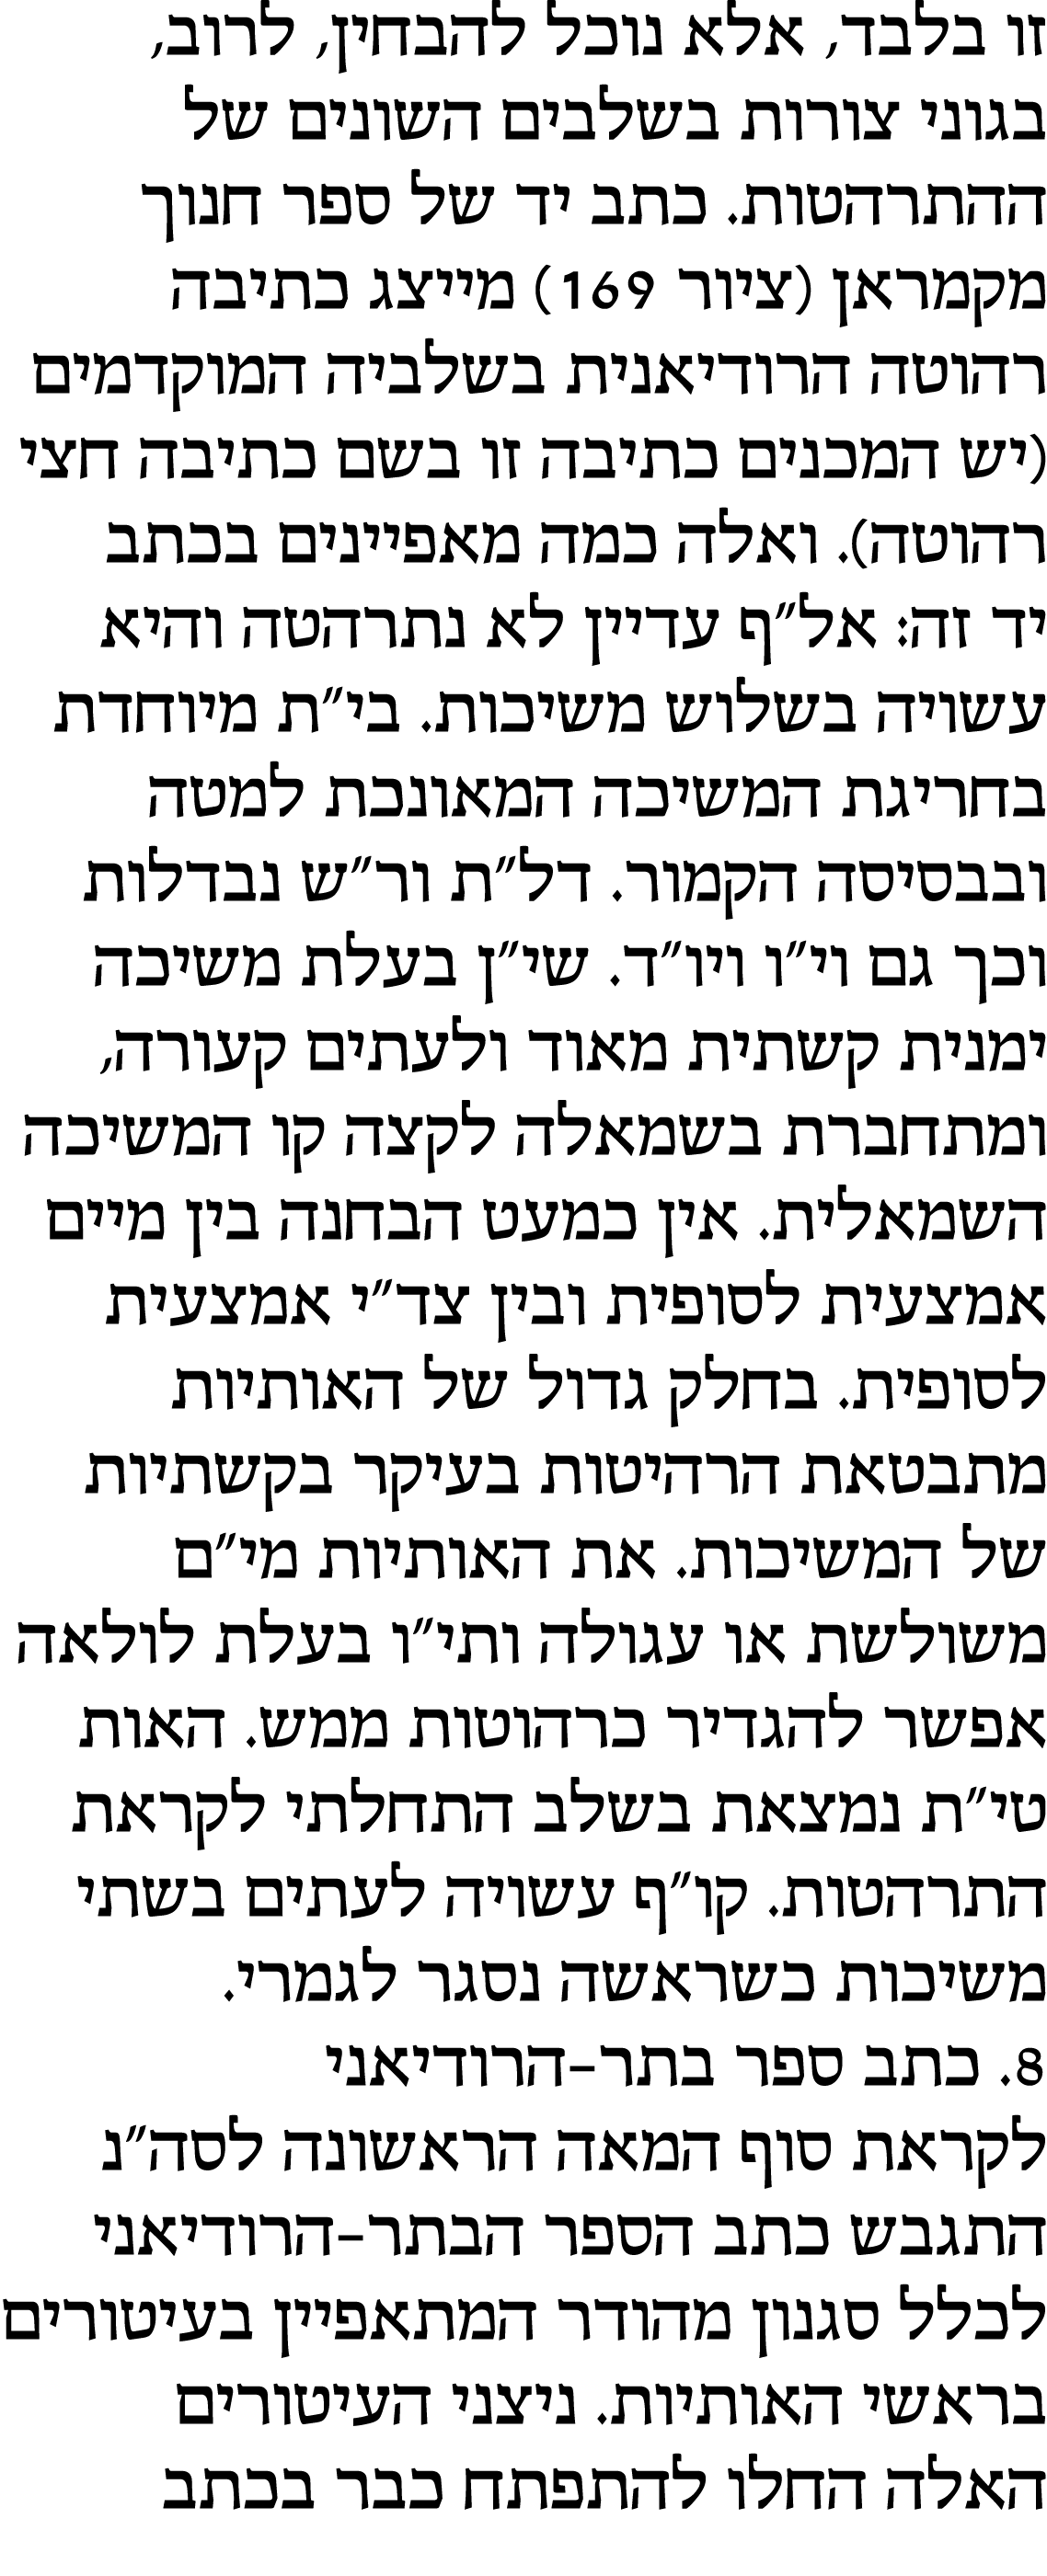 זו בלבד, אלא נוכל להבחין, לרוב,
בגוני צורות בשלבים השונים של
ההתרהטות. כתב יד של ספר חנוך
מקמראן (ציור 169) מייצג כתיבה
רהוטה הרודיאנית בשלביה המוקדמים
(יש המכנים כתיבה זו בשם כתיבה חצי
רהוטה). ואלה כמה מאפיינים בכתב
יד זה: אל״ף עדיין לא נתרהטה והיא
עשויה בשלוש משיכות. בי״ת מיוחדת
בחריגת המשיכה המאונכת למטה
ובבסיסה הקמור. דל״ת ור״ש נבדלות
וכך גם וי״ו ויו״ד. שי״ן בעלת משיכה
ימנית קשתית מאוד ולעתים קעורה,
ומתחברת בשמאלה לקצה קו המשיכה
השמאלית. אין כמעט הבחנה בין מיים
אמצעית לסופית ובין צד״י אמצעית
לסופית. בחלק גדול של האותיות
מתבטאת הרהיטות בעיקר בקשתיות
של המשיכות. את האותיות מי״ם
משולשת או עגולה ותי״ו בעלת לולאה
אפשר להגדיר כרהוטות ממש. האות
טי״ת נמצאת בשלב התחלתי לקראת
התרהטות. קו״ף עשויה לעתים בשתי
משיכות כשראשה נסגר לגמרי.
8. כתב ספר בתר-הרודיאני
לקראת סוף המאה הראשונה לסה״נ
התגבש כתב הספר הבתר-הרודיאני
לכלל סגנון מהודר המתאפיין בעיטורים
בראשי האותיות. ניצני העיטורים
האלה החלו להתפתח כבר בכתב